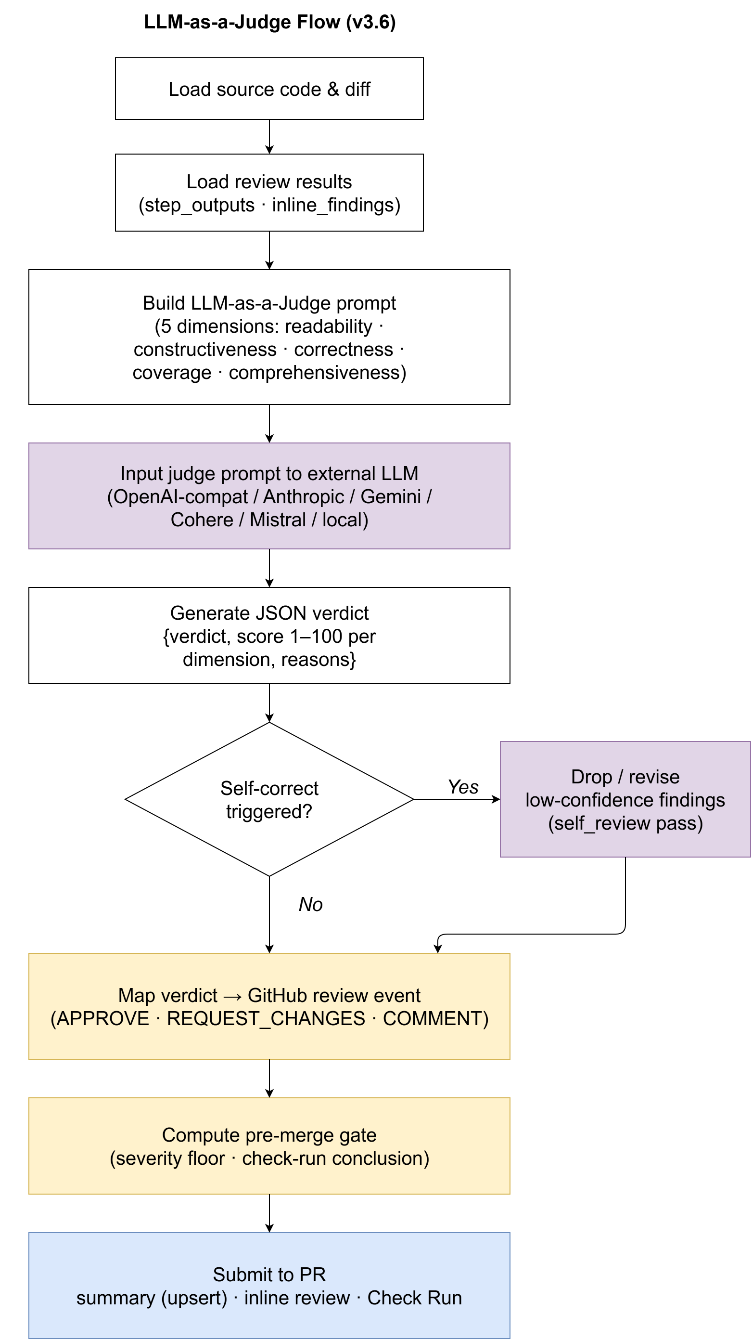 LLM-as-a-Judge Flow (v3.6)
Load source code & diff
Load review results
(step_outputs · inline_findings)
Build LLM-as-a-Judge prompt
(5 dimensions: readability ·
constructiveness · correctness ·
coverage · comprehensiveness)
Input judge prompt to external LLM
(OpenAI-compat / Anthropic / Gemini /
Cohere / Mistral / local)
Generate JSON verdict
{verdict, score 1–100 per
dimension, reasons}
Self-correct
triggered?
Yes
Drop / revise
low-confidence findings
(self_review pass)
No
Map verdict → GitHub review event
(APPROVE · REQUEST_CHANGES · COMMENT)
Compute pre-merge gate
(severity floor · check-run conclusion)
Submit to PR
summary (upsert) · inline review · Check Run